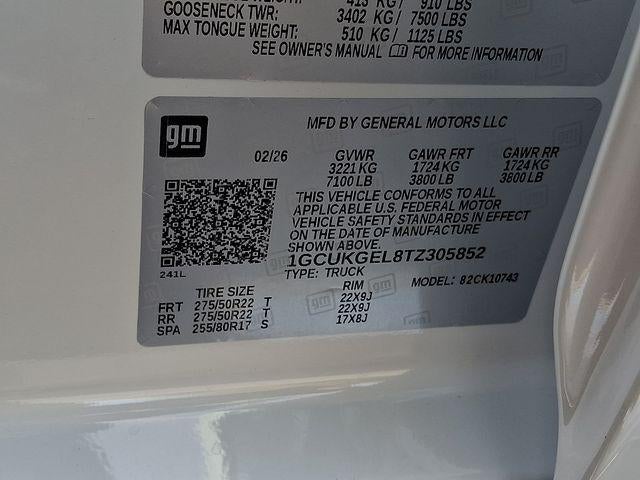 413 KG/ 910 LBS
GOOSENECK TWR: 3402 KG/ 7500 LBS
MAX TONGUE WEIGHT: 510 KG/ 1125 LBS
SEE OWNER'S MANUAL FOR MORE INFORMATION
gm
MFD BY GENERAL MOTORS LLC
02/26 GVWR GAWR FRT GAWR RR
3221 KG 1724 KG 1724 KG
7100 LB 3800 LB 3800 LB
THIS VEHICLE CONFORMS TO ALL
APPLICABLE U.S. FEDERAL MOTOR
VEHICLE SAFETY STANDARDS IN EFFECT
ON THE DATE OF MANUFACTURE
SHOWN ABOVE.
1GCUKGEL8TZ305852
241L
TYPE: TRUCK MODEL: 82CK10743
TIRE SIZE RIM
FRT 275/50R22 T 22X9J
RR 275/50R22 T 22X9J
SPA 255/80R17 S 17X8J